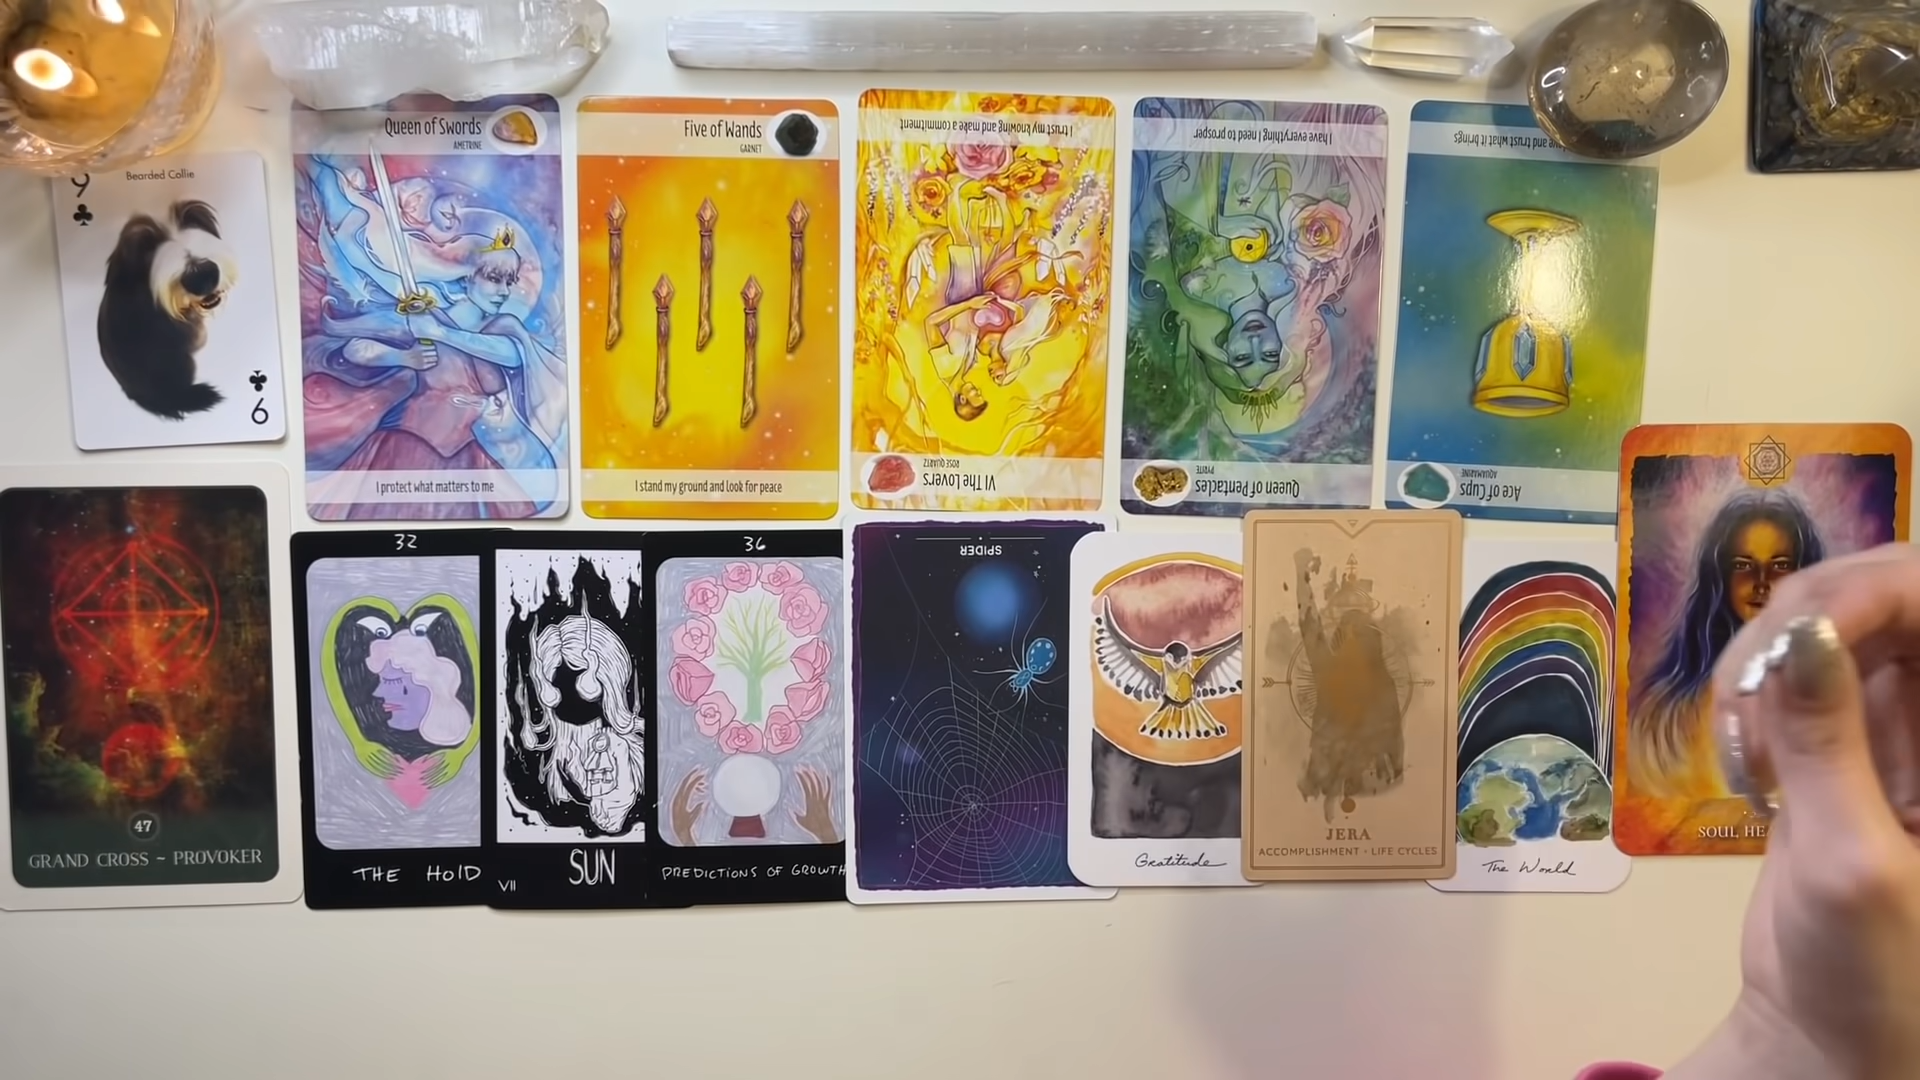 9
Bearded Collie
9
Queen of Swords
AMETRINE
I protect what matters to me
Five of Wands
GARNET
I stand my ground and look for peace
I trust my knowing and make a commitment
VI The Lovers
ROSE QUARTZ
I have everything I need to prosper
Queen of Pentacles
PYRITE
and trust what it brings
Ace of Cups
AQUAMARINE
47
GRAND CROSS ~ PROVOKER
32
THE HOLD
VII
SUN
36
PREDICTIONS OF GROWTH
SPIDER
Gratitude
JERA
ACCOMPLISHMENT • LIFE CYCLES
The World
SOUL